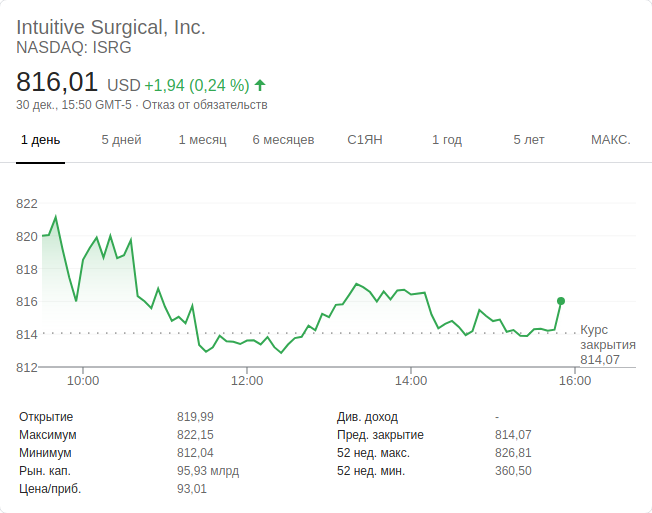 Intuitive Surgical, Inc.
NASDAQ: ISRG
816,01 USD +1,94 (0,24 %)
30 дек., 15:50 GMT-5 · Отказ от обязательств
1 день 5 дней 1 месяц 6 месяцев С1ЯН 1 год 5 лет МАКС.
822
820
818
816
814
812
Курс
закрытия
814,07
10:00 12:00 14:00 16:00
Открытие 819,99 Див. доход -
Максимум 822,15 Пред. закрытие 814,07
Минимум 812,04 52 нед. макс. 826,81
Рын. кап. 95,93 млрд 52 нед. мин. 360,50
Цена/приб. 93,01